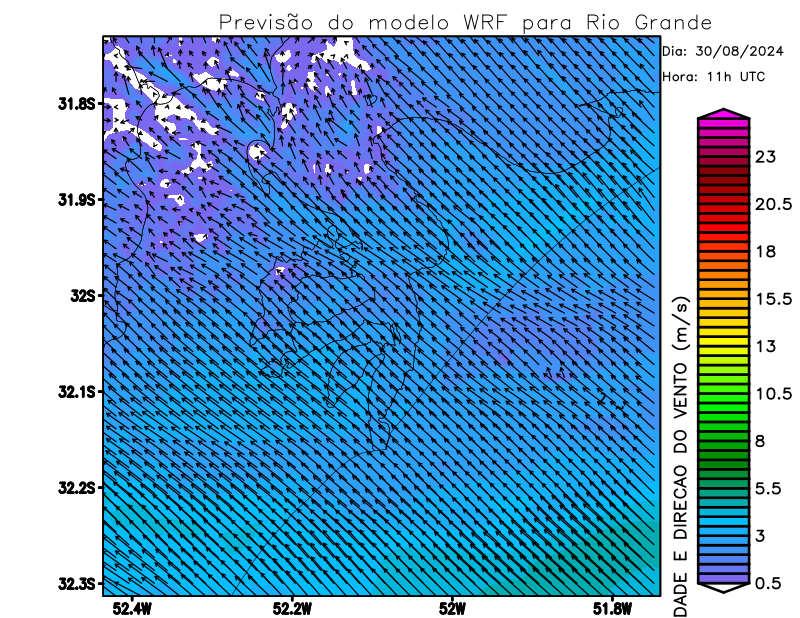 Previsão do modelo WRF para Rio Grande
Dia: 30/08/2024
Hora: 11h UTC
31.8S
31.9S
32S
32.1S
32.2S
32.3S
52.4W
52.2W
52W
51.8W
23
20.5
18
15.5
13
10.5
8
5.5
3
0.5
DADE E DIRECAO DO VENTO (m/s)